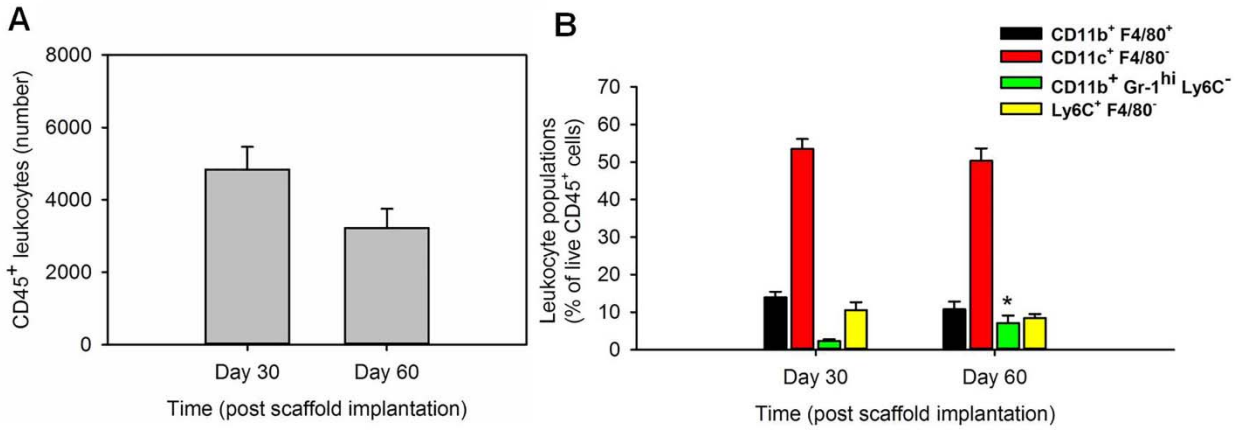 A
CD45⁺ leukocytes (number)
8000
6000
4000
2000
0
Day 30
Day 60
Time (post scaffold implantation)
B
CD11b⁺ F4/80⁺
CD11c⁺ F4/80⁻
CD11b⁺ Gr-1ʰⁱ Ly6C⁻
Ly6C⁺ F4/80⁻
Leukocyte populations
(% of live CD45⁺ cells)
70
60
50
40
30
20
10
0
*
Day 30
Day 60
Time (post scaffold implantation)